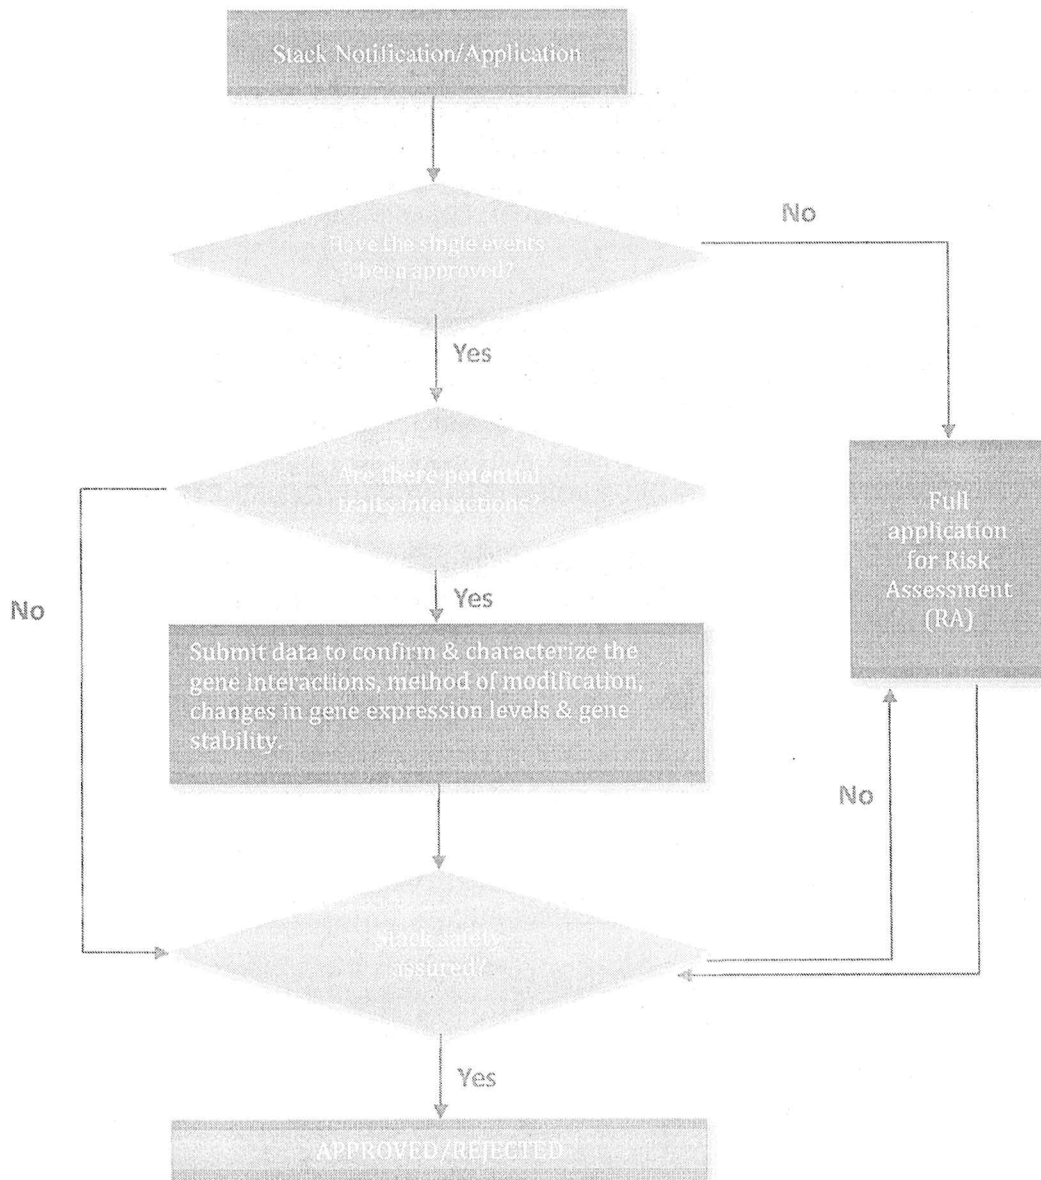 Stack Notification/Application
No
Have the single events
been approved?
Yes
Are there potential
traits interactions?
Full
application
for Risk
Assessment
(RA)
Yes
No
Submit data to confirm & characterize the
gene interactions, method of modification,
changes in gene expression levels & gene
stability.
No
Stack safety
assured?
Yes
APPROVED/REJECTED